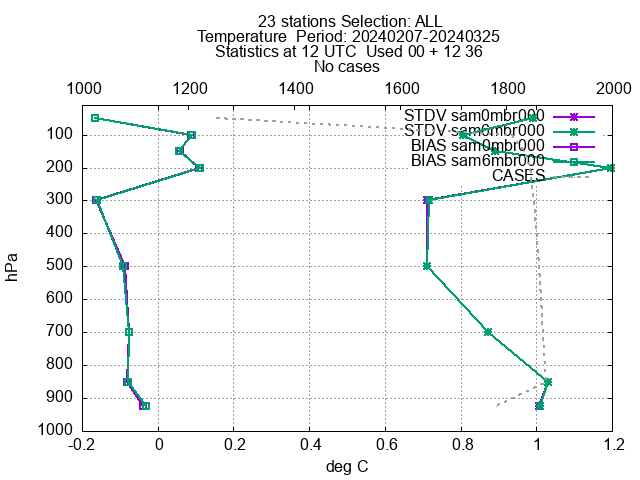 23 stations Selection: ALL
Temperature  Period: 20240207-20240325
Statistics at 12 UTC  Used 00 + 12 36
No cases
1000 1200 1400 1600 1800 2000
STDV sam0mbr000
STDV sam6mbr000
BIAS sam0mbr000
BIAS sam6mbr000
CASES
100
200
300
400
500
600
700
800
900
1000
hPa
-0.2 0 0.2 0.4 0.6 0.8 1 1.2
deg C